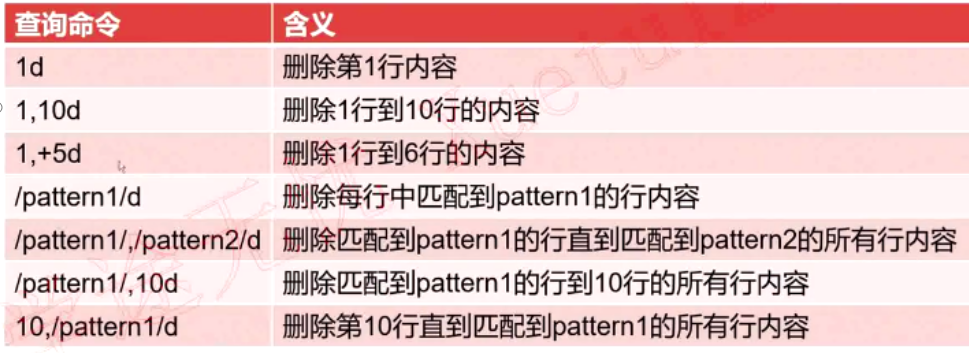 查询命令 含义
1d 删除第1行内容
1,10d 删除1行到10行的内容
1,+5d 删除1行到6行的内容
/pattern1/d 删除每行中匹配到pattern1的行内容
/pattern1/,/pattern2/d 删除匹配到pattern1的行直到匹配到pattern2的所有行内容
/pattern1/,10d 删除匹配到pattern1的行到10行的所有行内容
10,/pattern1/d 删除第10行直到匹配到pattern1的所有行内容